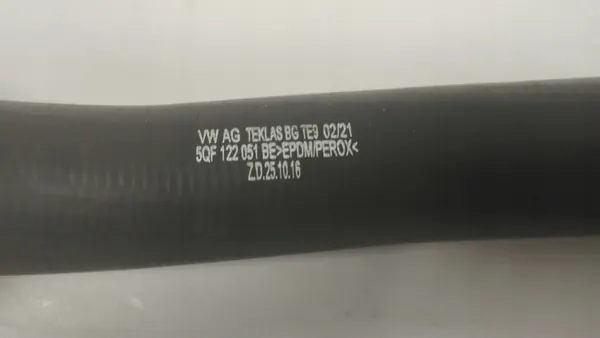 VW AG TEKLAS BG TE9 02/21
5QF 122 051 BE>EPDM/PEROX<
Z.D.25.10.16